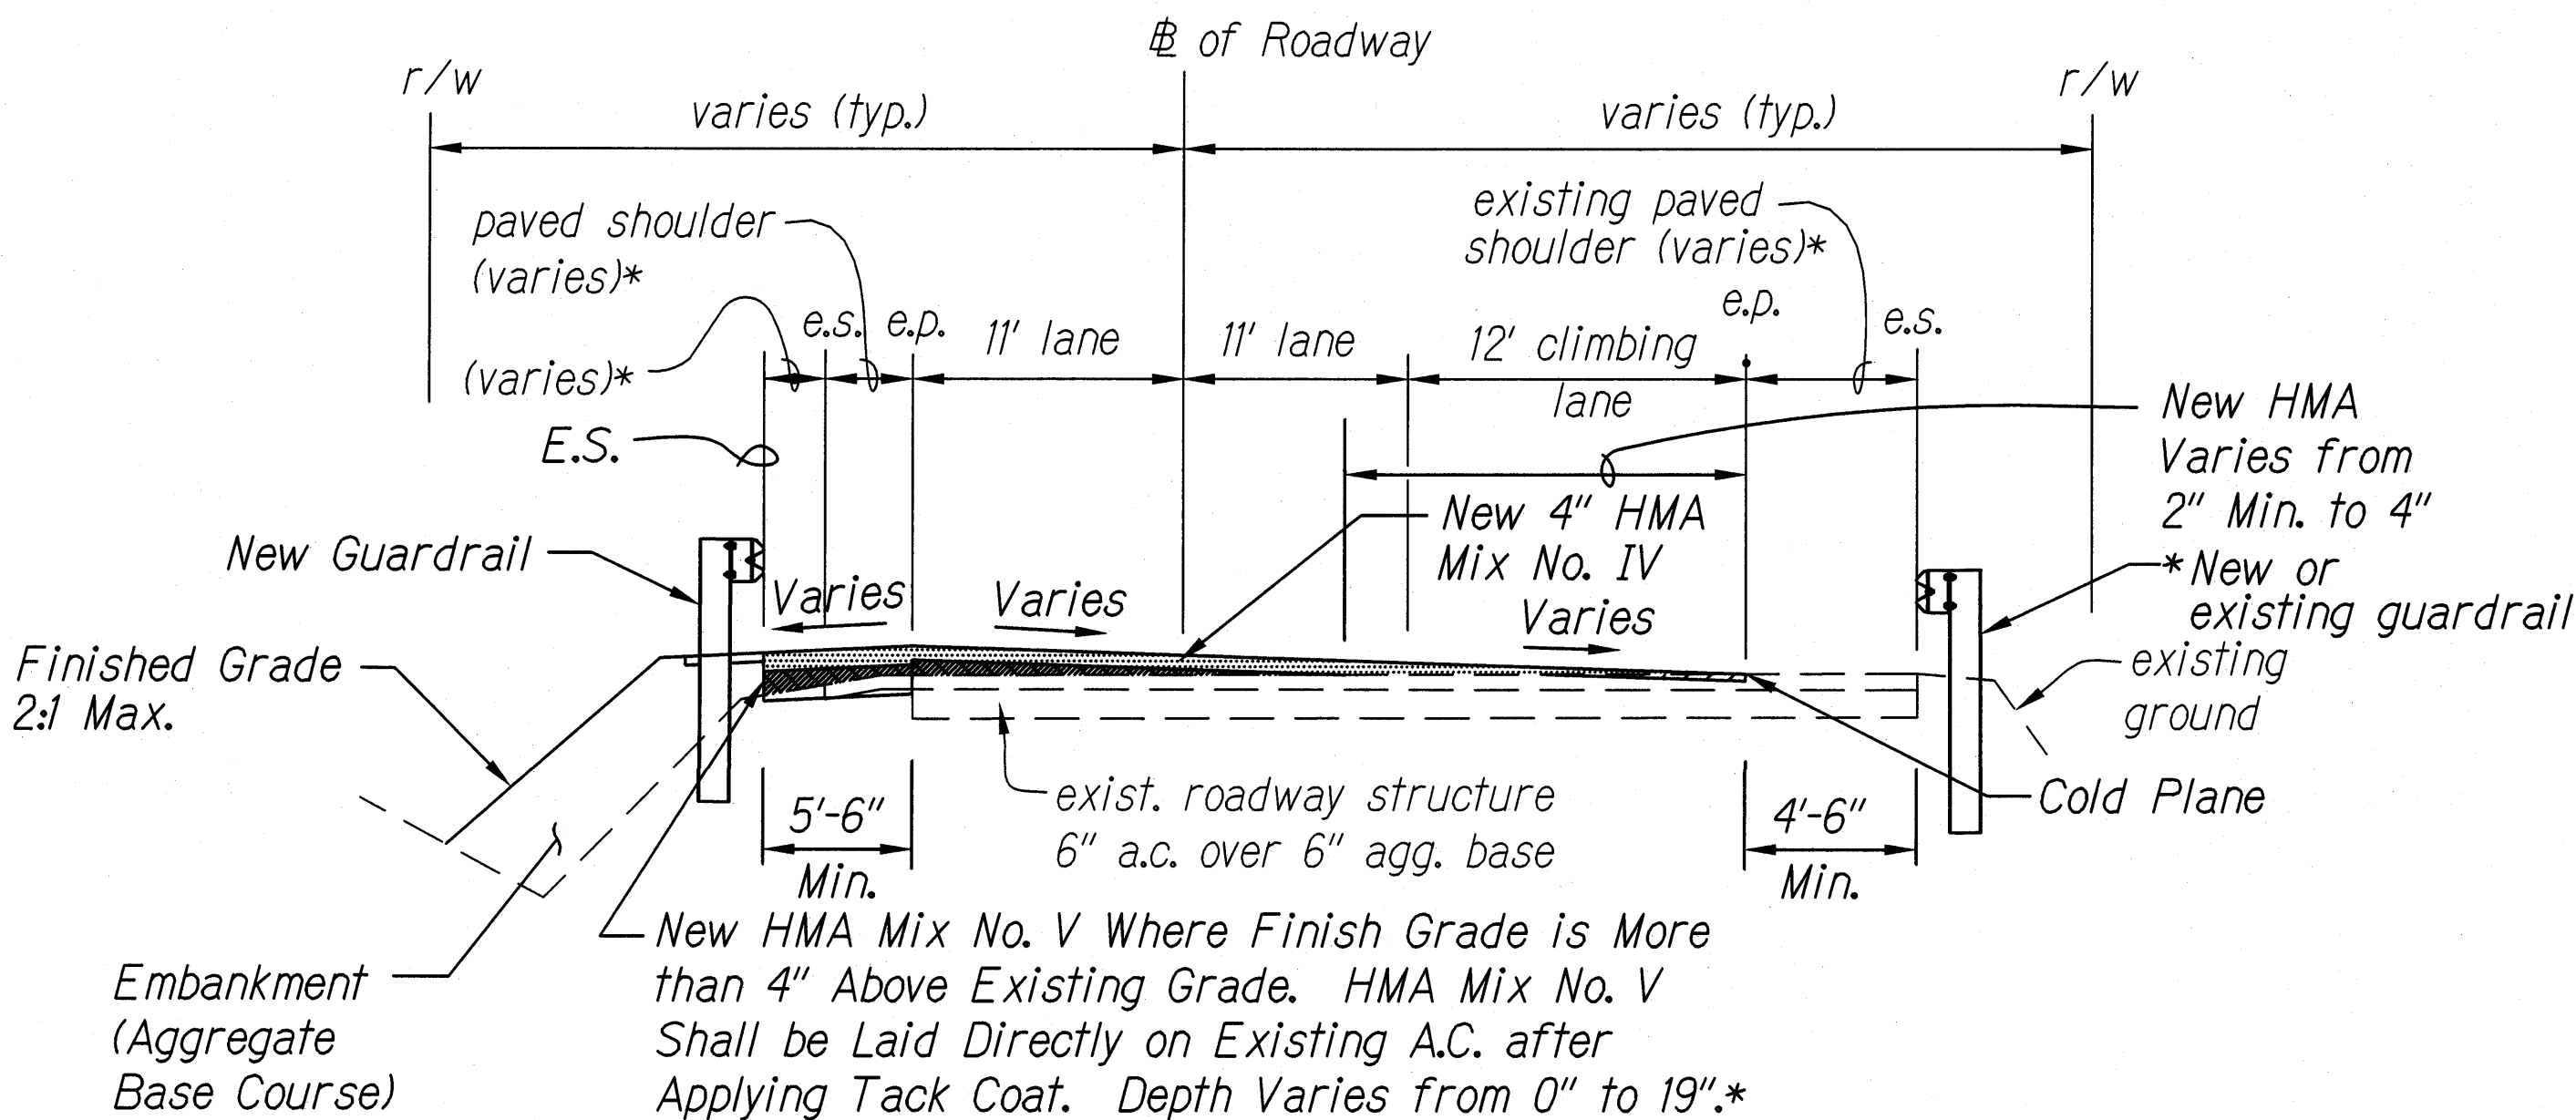 ℄ of Roadway
r/w
r/w
varies (typ.)
varies (typ.)
paved shoulder
(varies)*
existing paved
shoulder (varies)*
(varies)*
e.s.
e.p.
11' lane
11' lane
12' climbing
lane
e.p.
e.s.
E.S.
New HMA
Varies from
2" Min. to 4"
New 4" HMA
Mix No. IV
New Guardrail
*New or
existing guardrail
Varies
Varies
Varies
Finished Grade
2:1 Max.
existing
ground
5'-6"
Min.
exist. roadway structure
6" a.c. over 6" agg. base
4'-6"
Min.
Cold Plane
New HMA Mix No. V Where Finish Grade is More
than 4" Above Existing Grade. HMA Mix No. V
Shall be Laid Directly on Existing A.C. after
Applying Tack Coat. Depth Varies from 0" to 19".*
Embankment
(Aggregate
Base Course)